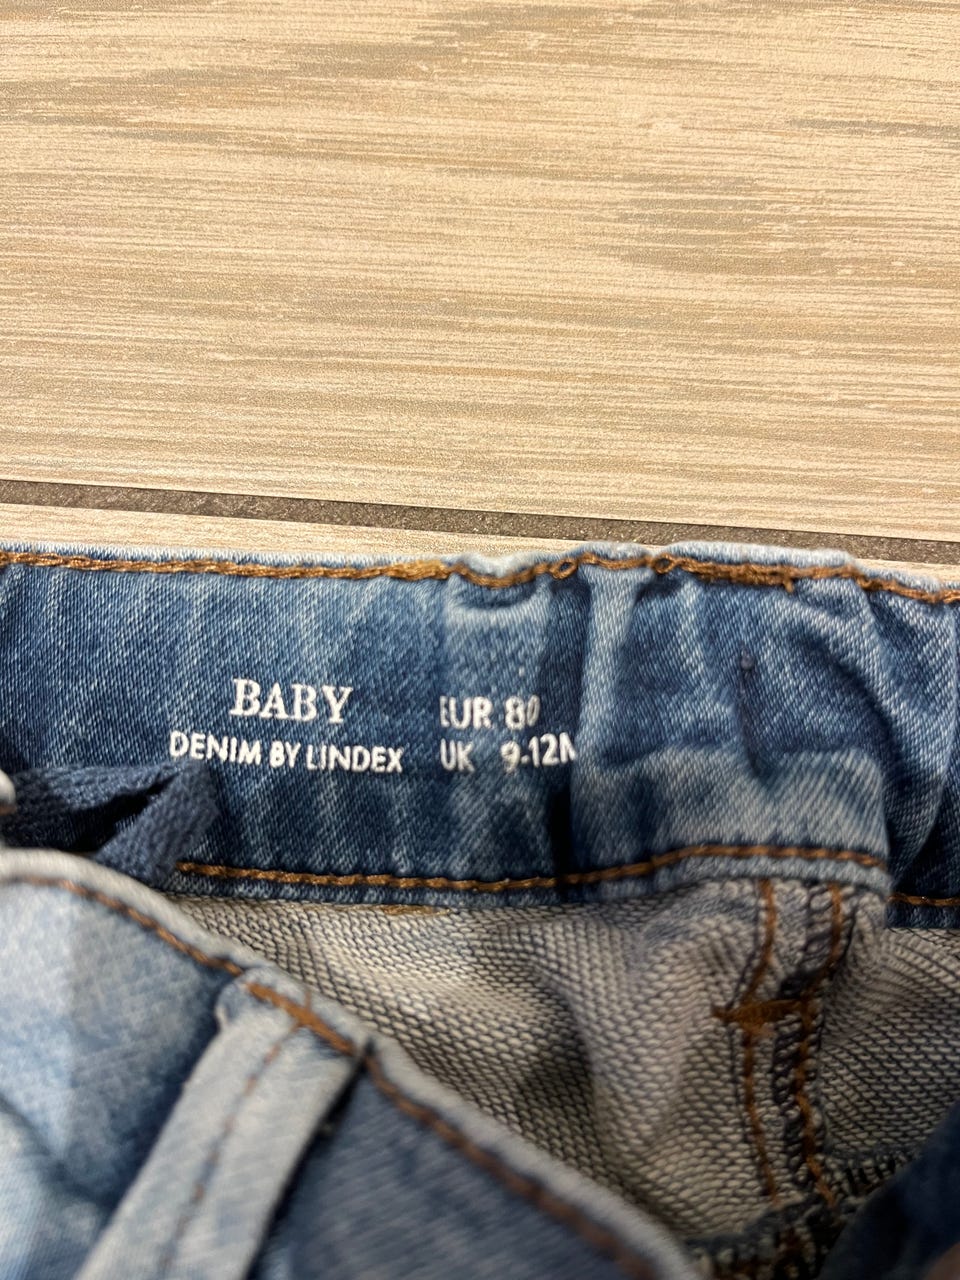 BABY
DENIM BY LINDEX
EUR 80
UK 9-12M